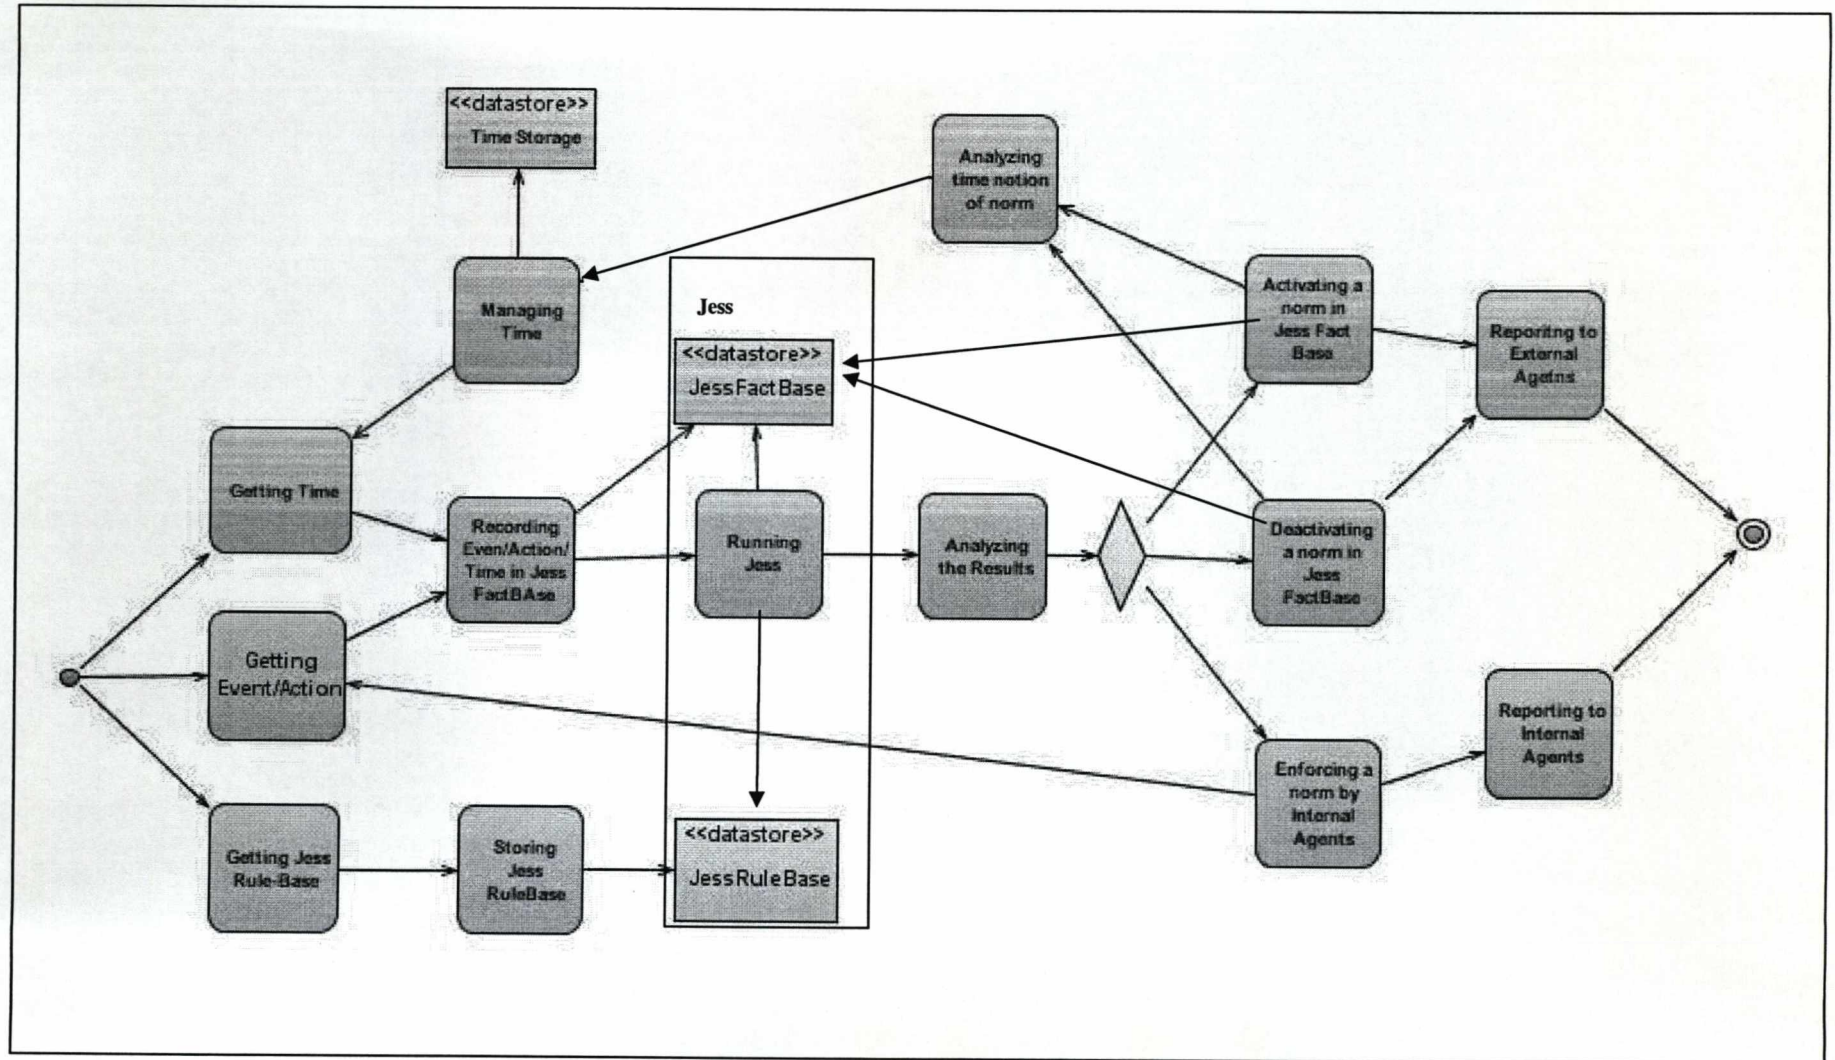 <<datastore>>
Time Storage
Analyzing
time notion
of norm
Managing
Time
Jess
<<datastore>>
JessFactBase
Activating a
norm in
Jess Fact
Base
Reporitng to
External
Agetns
Getting Time
Recording
Even/Action/
Time in Jess
FactBAse
Running
Jess
Analyzing
the Results
Deactivating
a norm in
Jess
FactBase
Getting
Event/Action
Reporting to
Internal
Agents
Enforcing a
norm by
Internal
Agents
Getting Jess
Rule-Base
Storing
Jess
RuleBase
<<datastore>>
JessRuleBase